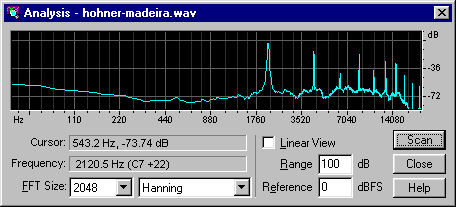 Analysis - hohner-madeira.wav
dB
-36
-72
Hz 110 220 440 880 1760 3520 7040 14080
Cursor: 543.2 Hz, -73.74 dB
Linear View
Scan
Frequency: 2120.5 Hz (C7 +22)
Range 100 dB
Close
FFT Size: 2048 Hanning
Reference 0 dBFS
Help